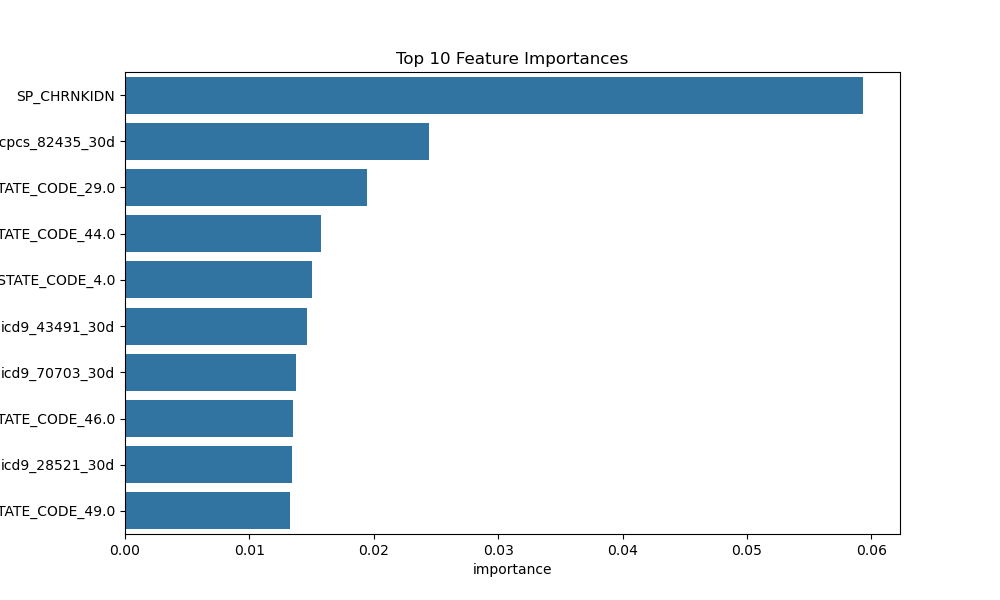 Top 10 Feature Importances
SP_CHRNKIDN
cpcs_82435_30d
TATE_CODE_29.0
TATE_CODE_44.0
STATE_CODE_4.0
icd9_43491_30d
icd9_70703_30d
TATE_CODE_46.0
icd9_28521_30d
TATE_CODE_49.0
0.00 0.01 0.02 0.03 0.04 0.05 0.06
importance